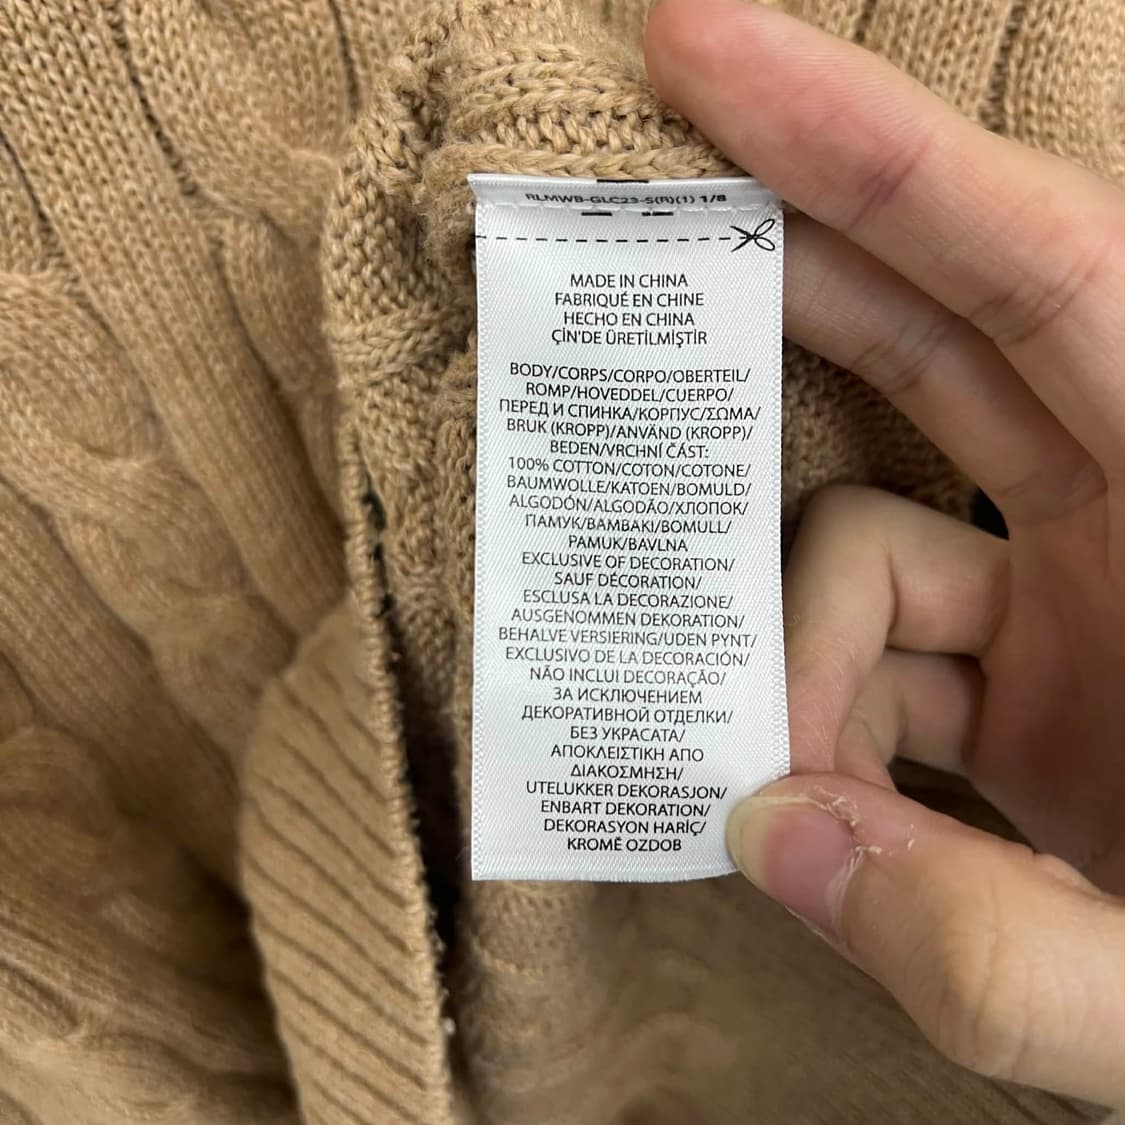 RLMWB-GLC23-S(R)(1) 1/8
MADE IN CHINA
FABRIQUÉ EN CHINE
HECHO EN CHINA
ÇİN'DE ÜRETİLMİŞTİR
BODY/CORPS/CORPO/OBERTEIL/
ROMP/HOVEDDEL/CUERPO/
ПЕРЕД И СПИНКА/КОРПУС/ΣΩΜΑ/
BRUK (KROPP)/ANVÄND (KROPP)/
BEDEN/VRCHNÍ ČÁST:
100% COTTON/COTON/COTONE/
BAUMWOLLE/KATOEN/BOMULD/
ALGODÓN/ALGODÃO/ХЛОПОК/
ПАМУК/ΒΑΜΒΑΚΙ/BOMULL/
PAMUK/BAVLNA
EXCLUSIVE OF DECORATION/
SAUF DÉCORATION/
ESCLUSA LA DECORAZIONE/
AUSGENOMMEN DEKORATION/
BEHALVE VERSIERING/UDEN PYNT/
EXCLUSIVO DE LA DECORACIÓN/
NÃO INCLUI DECORAÇÃO/
ЗА ИСКЛЮЧЕНИЕМ
ДЕКОРАТИВНОЙ ОТДЕЛКИ/
БЕЗ УКРАСАТА/
ΑΠΟΚΛΕΙΣΤΙΚΗ ΑΠΟ
ΔΙΑΚΟΣΜΗΣΗ/
UTELUKKER DEKORASJON/
ENBART DEKORATION/
DEKORASYON HARİÇ/
KROMĚ OZDOB